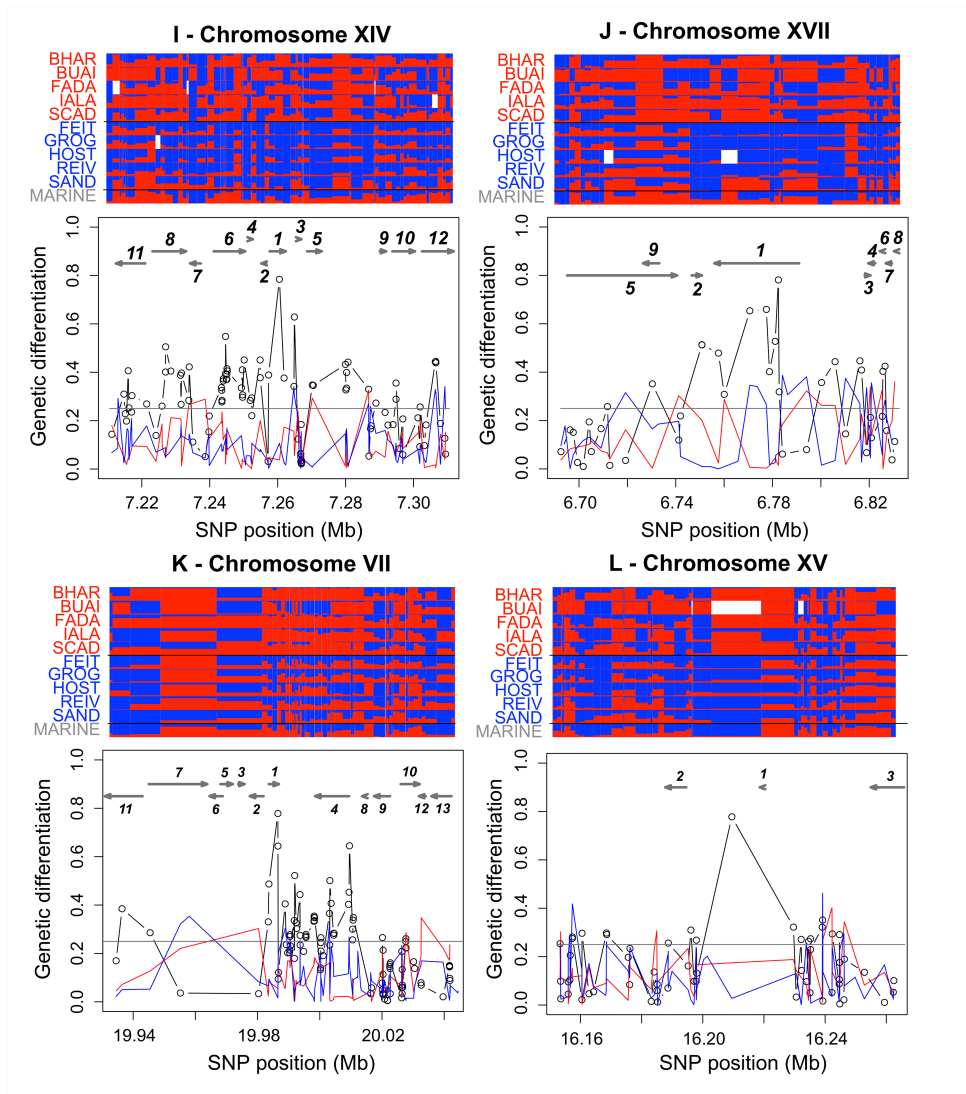 I - Chromosome XIV
BHAR
BUAI
FADA
IALA
SCAD
FEIT
GROG
HOST
REIV
SAND
MARINE
Genetic differentiation
0.0 0.2 0.4 0.6 0.8 1.0
11 8 7 6 4 2 1 3 5 9 10 12
7.22 7.24 7.26 7.28 7.30
SNP position (Mb)
J - Chromosome XVII
BHAR
BUAI
FADA
IALA
SCAD
FEIT
GROG
HOST
REIV
SAND
MARINE
Genetic differentiation
0.0 0.2 0.4 0.6 0.8 1.0
5 9 2 1 3 4 6 7 8
6.70 6.74 6.78 6.82
SNP position (Mb)
K - Chromosome VII
BHAR
BUAI
FADA
IALA
SCAD
FEIT
GROG
HOST
REIV
SAND
MARINE
Genetic differentiation
0.0 0.2 0.4 0.6 0.8 1.0
11 7 6 5 3 2 1 4 8 9 10 12 13
19.94 19.98 20.02
SNP position (Mb)
L - Chromosome XV
BHAR
BUAI
FADA
IALA
SCAD
FEIT
GROG
HOST
REIV
SAND
MARINE
Genetic differentiation
0.0 0.2 0.4 0.6 0.8 1.0
2 1 3
16.16 16.20 16.24
SNP position (Mb)